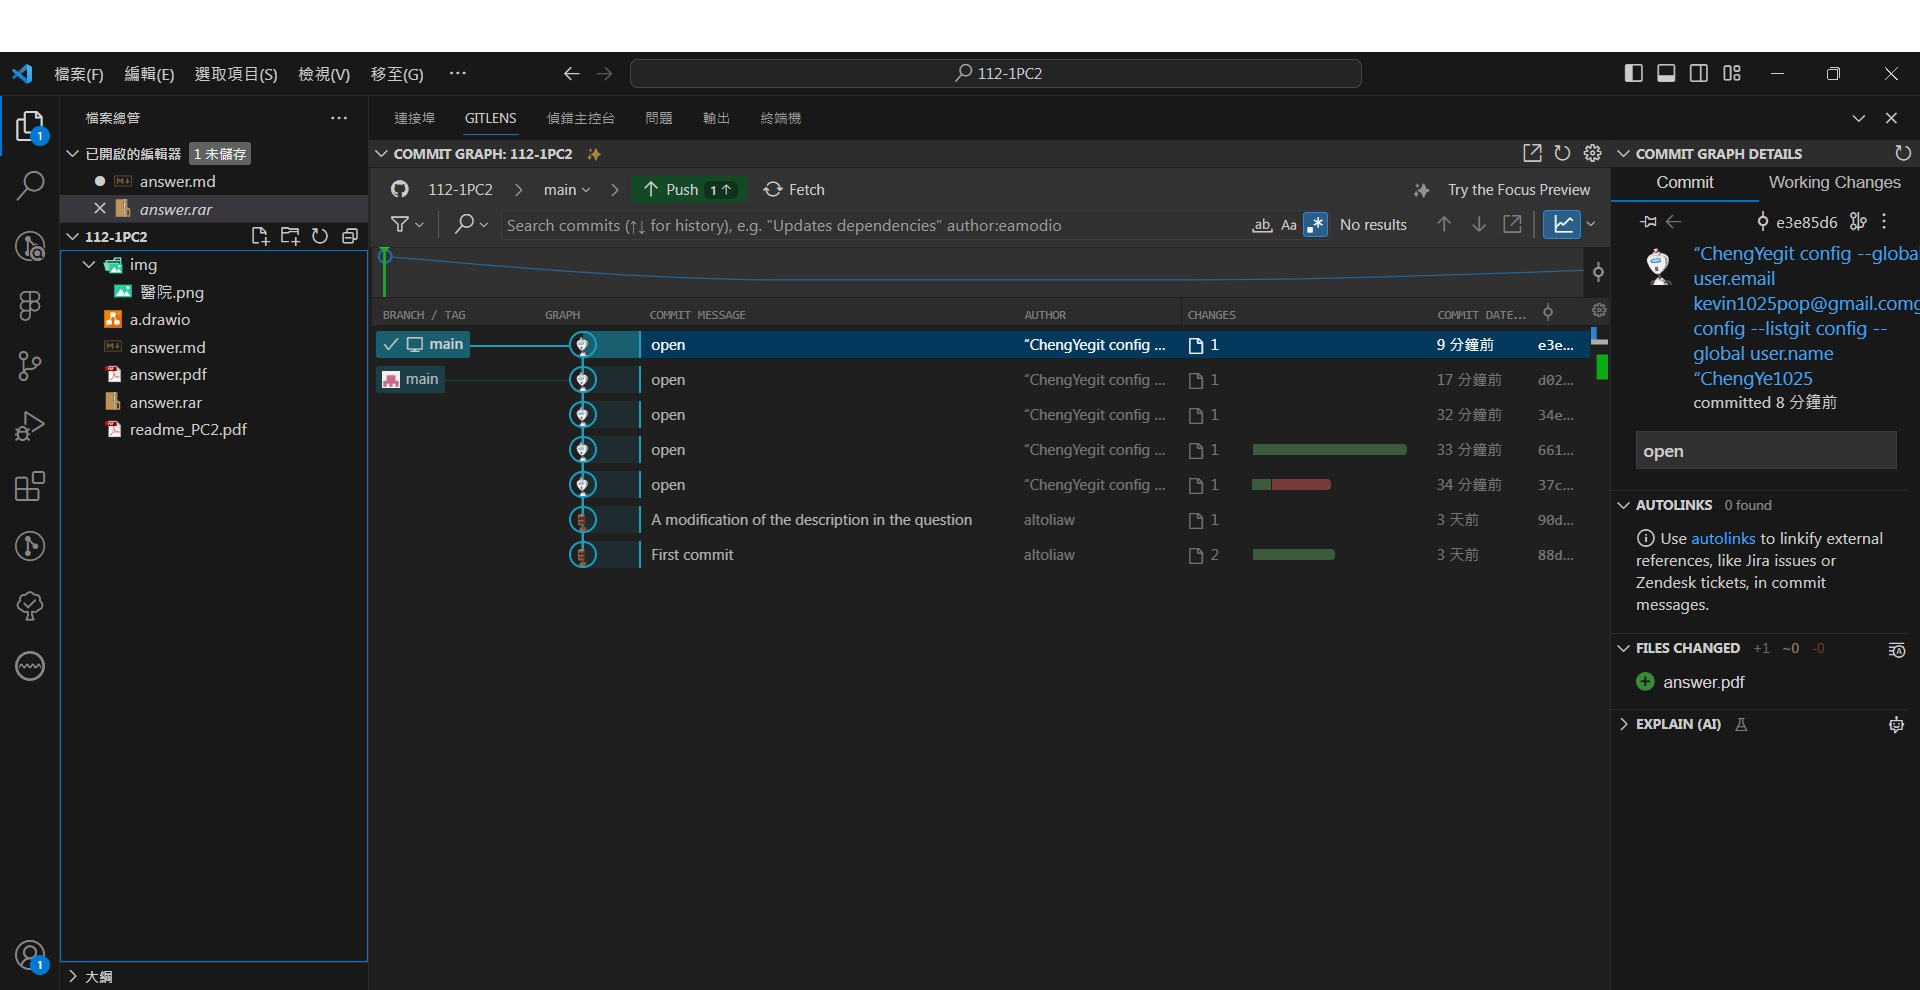 檔案(F) 編輯(E) 選取項目(S) 檢視(V) 移至(G) ··· 112-1PC2
檔案總管
已開啟的編輯器 1 未儲存
answer.md
answer.rar
112-1PC2
img
醫院.png
a.drawio
answer.md
answer.pdf
answer.rar
readme_PC2.pdf
大綱
1
1
連接埠 GITLENS 偵錯主控台 問題 輸出 終端機
COMMIT GRAPH: 112-1PC2
112-1PC2 main Push 1↑ Fetch Try the Focus Preview
Search commits (↑↓ for history), e.g. "Updates dependencies" author:eamodio ab Aa .* No results
BRANCH / TAG GRAPH COMMIT MESSAGE AUTHOR CHANGES COMMIT DATE...
main open “ChengYegit config ... 1 9 分鐘前 e3e...
main open “ChengYegit config ... 1 17 分鐘前 d02...
open “ChengYegit config ... 1 32 分鐘前 34e...
open “ChengYegit config ... 1 33 分鐘前 661...
open “ChengYegit config ... 1 34 分鐘前 37c...
A modification of the description in the question altoliaw 1 3 天前 90d...
First commit altoliaw 2 3 天前 88d...
COMMIT GRAPH DETAILS
Commit Working Changes
e3e85d6
“ChengYegit config --global
user.email
kevin1025pop@gmail.comg
config --listgit config --
global user.name
“ChengYe1025
committed 8 分鐘前
open
AUTOLINKS 0 found
Use autolinks to linkify external
references, like Jira issues or
Zendesk tickets, in commit
messages.
FILES CHANGED +1 ~0 -0
answer.pdf
EXPLAIN (AI)